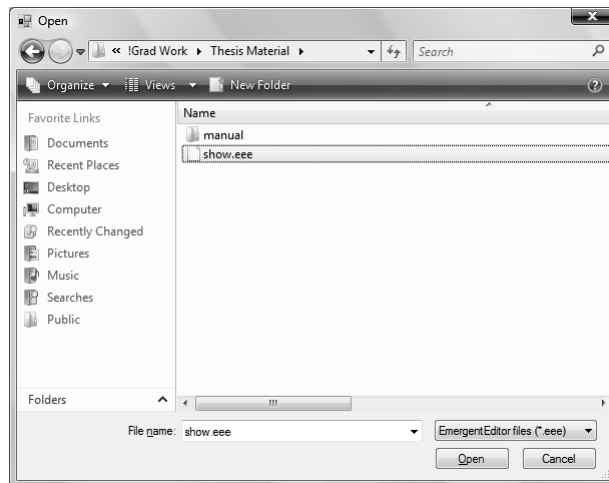 Open
« !Grad Work ▸ Thesis Material ▸ Search
Organize Views New Folder
Favorite Links
Documents
Recent Places
Desktop
Computer
Recently Changed
Pictures
Music
Searches
Public
Folders
Name
manual
show.eee
File name: show.eee EmergentEditor files (*.eee)
Open Cancel